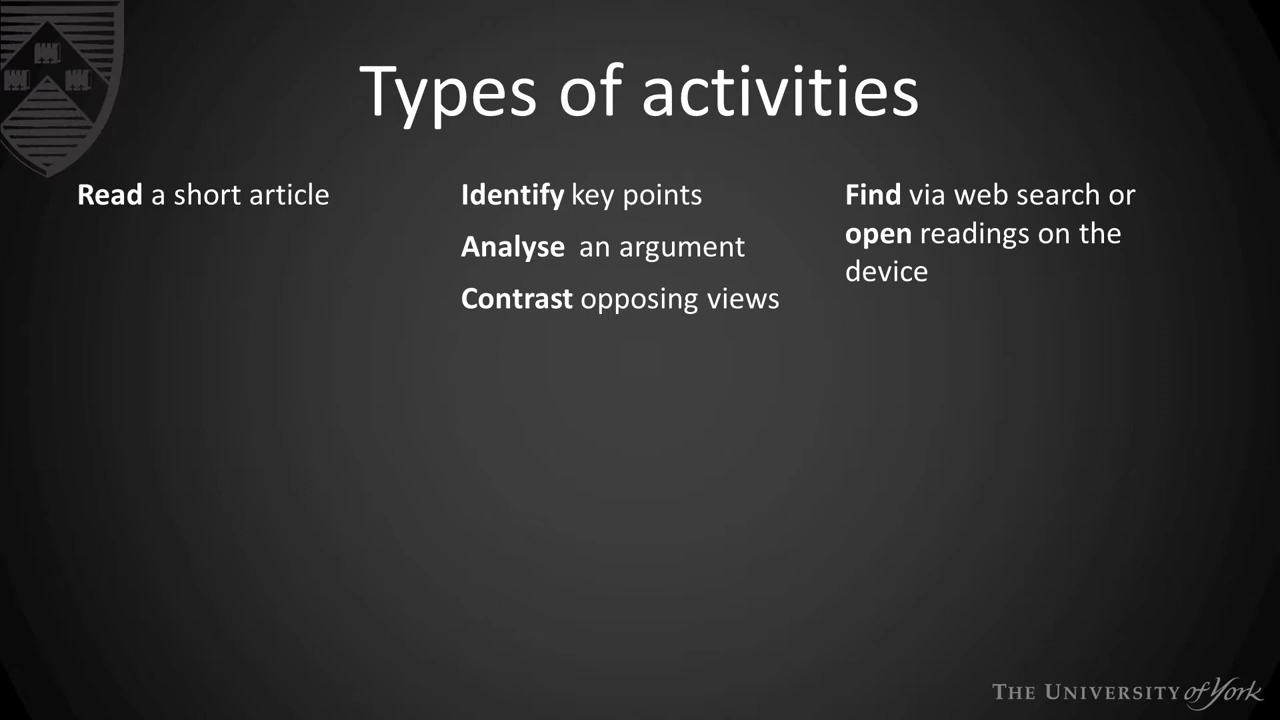 Types of activities
Read a short article
Identify key points
Analyse an argument
Contrast opposing views
Find via web search or
open readings on the
device
THE UNIVERSITY of York